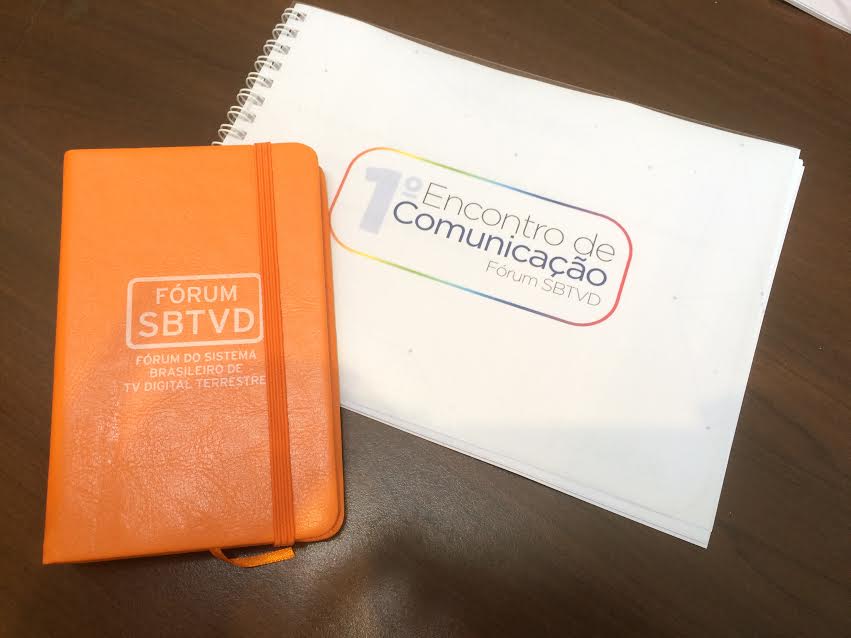 FÓRUM
SBTVD
FÓRUM DO SISTEMA
BRASILEIRO DE
TV DIGITAL TERRESTRE
1º Encontro de
Comunicação
Fórum SBTVD